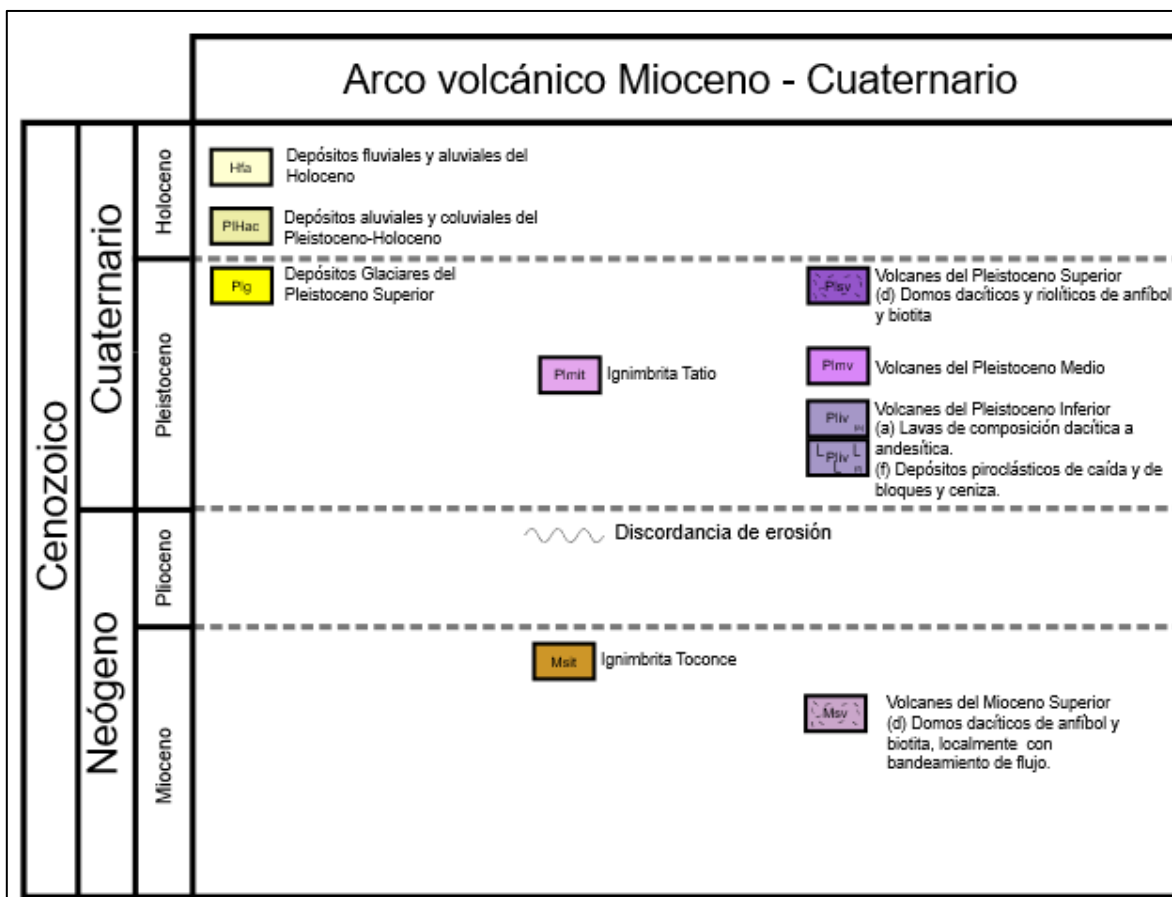 Arco volcánico Mioceno - Cuaternario
Cenozoico
Cuaternario
Neógeno
Holoceno
Pleistoceno
Plioceno
Mioceno
Hfa
Depósitos fluviales y aluviales del
Holoceno
PlHac
Depósitos aluviales y coluviales del
Pleistoceno-Holoceno
Plg
Depósitos Glaciares del
Pleistoceno Superior
Plsv
Volcanes del Pleistoceno Superior
(d) Domos dacíticos y riolíticos de anfíbol
y biotita
Plmit
Ignimbrita Tatio
Plmv
Volcanes del Pleistoceno Medio
Pliv
L Pliv L
L
Volcanes del Pleistoceno Inferior
(a) Lavas de composición dacítica a
andesítica.
(f) Depósitos piroclásticos de caída y de
bloques y ceniza.
Discordancia de erosión
Msit
Ignimbrita Toconce
Msv
Volcanes del Mioceno Superior
(d) Domos dacíticos de anfíbol y
biotita, localmente con
bandeamiento de flujo.